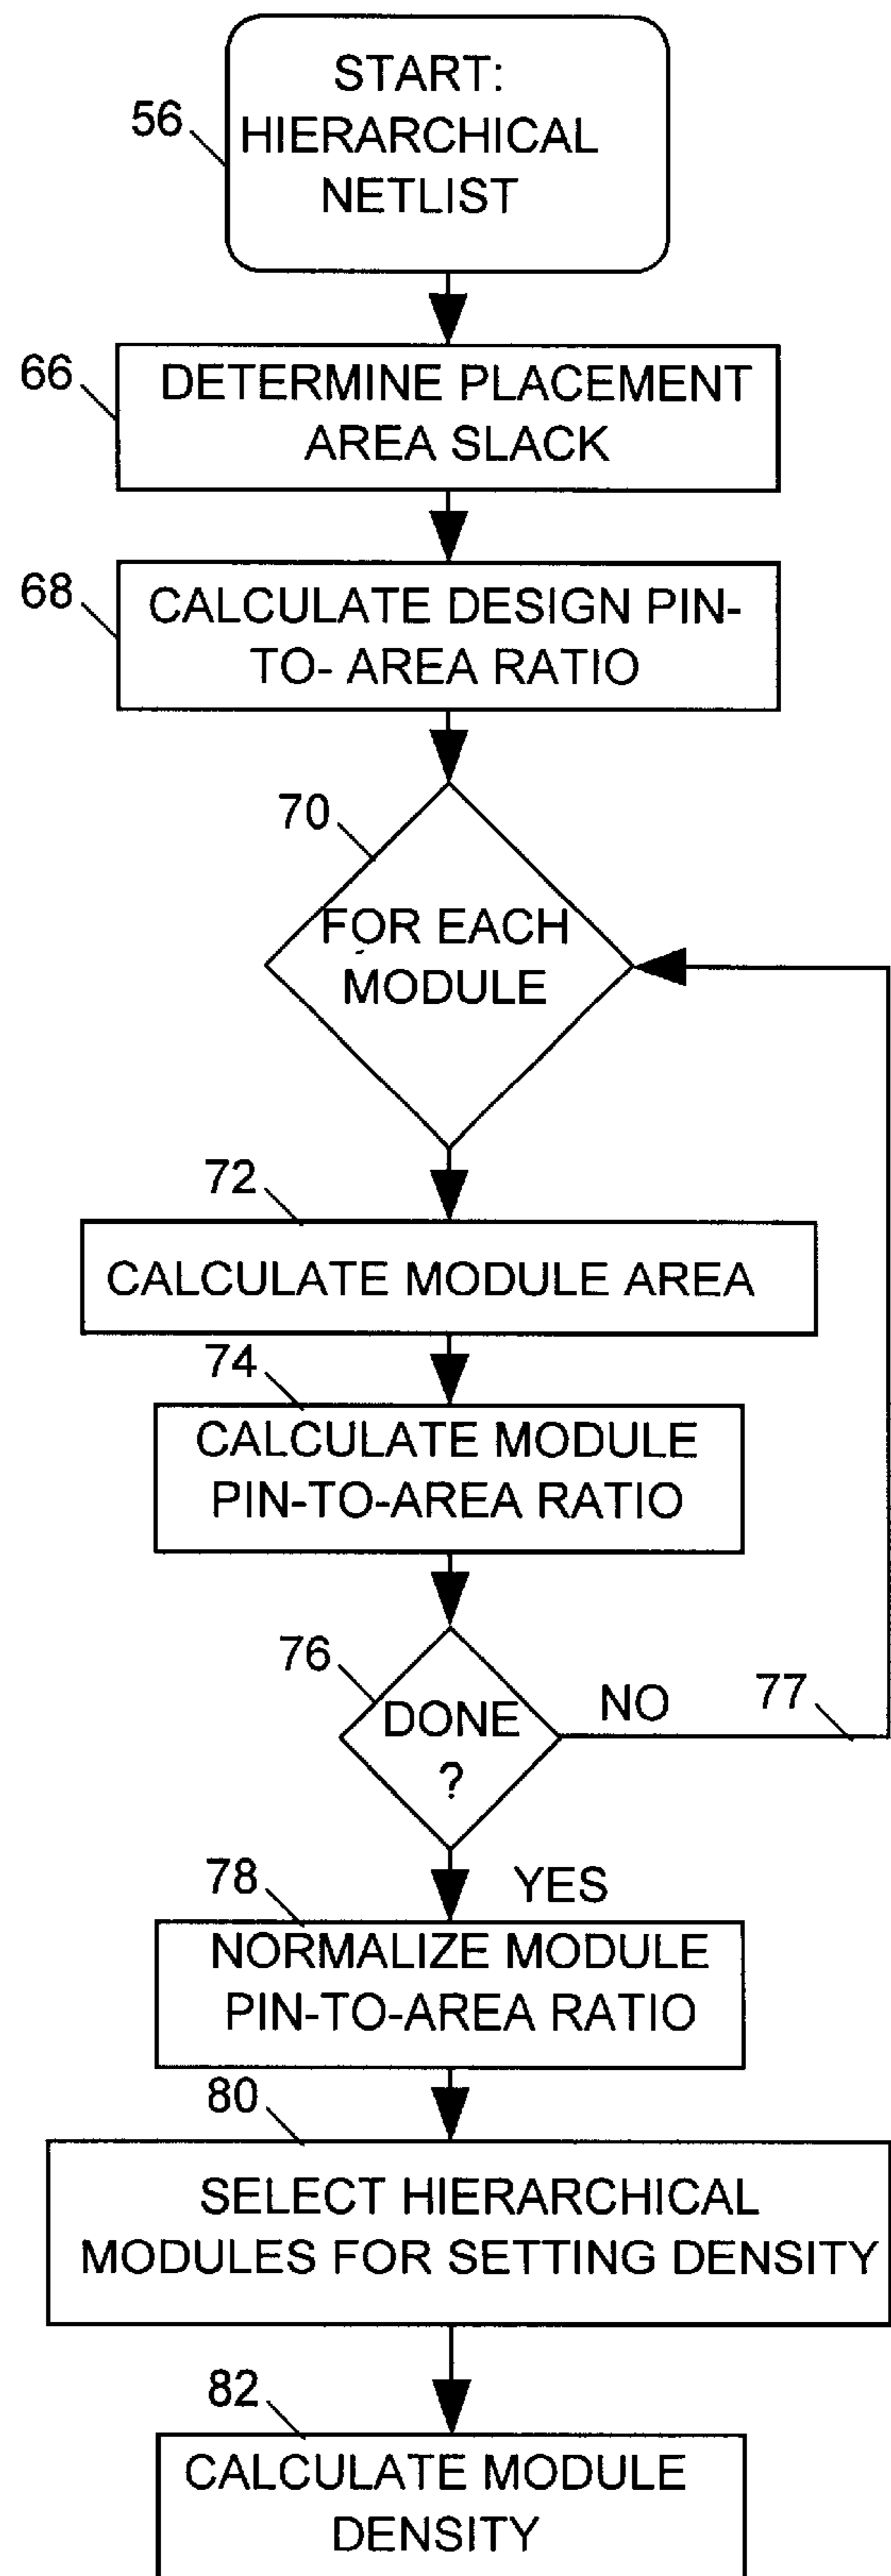 START:
56
HIERARCHICAL
NETLIST
66
DETERMINE PLACEMENT
AREA SLACK
68
CALCULATE DESIGN PIN-
TO- AREA RATIO
70
FOR EACH
MODULE
72
CALCULATE MODULE AREA
74
CALCULATE MODULE
PIN-TO-AREA RATIO
76
DONE
?
NO
77
YES
78
NORMALIZE MODULE
PIN-TO-AREA RATIO
80
SELECT HIERARCHICAL
MODULES FOR SETTING DENSITY
82
CALCULATE MODULE
DENSITY